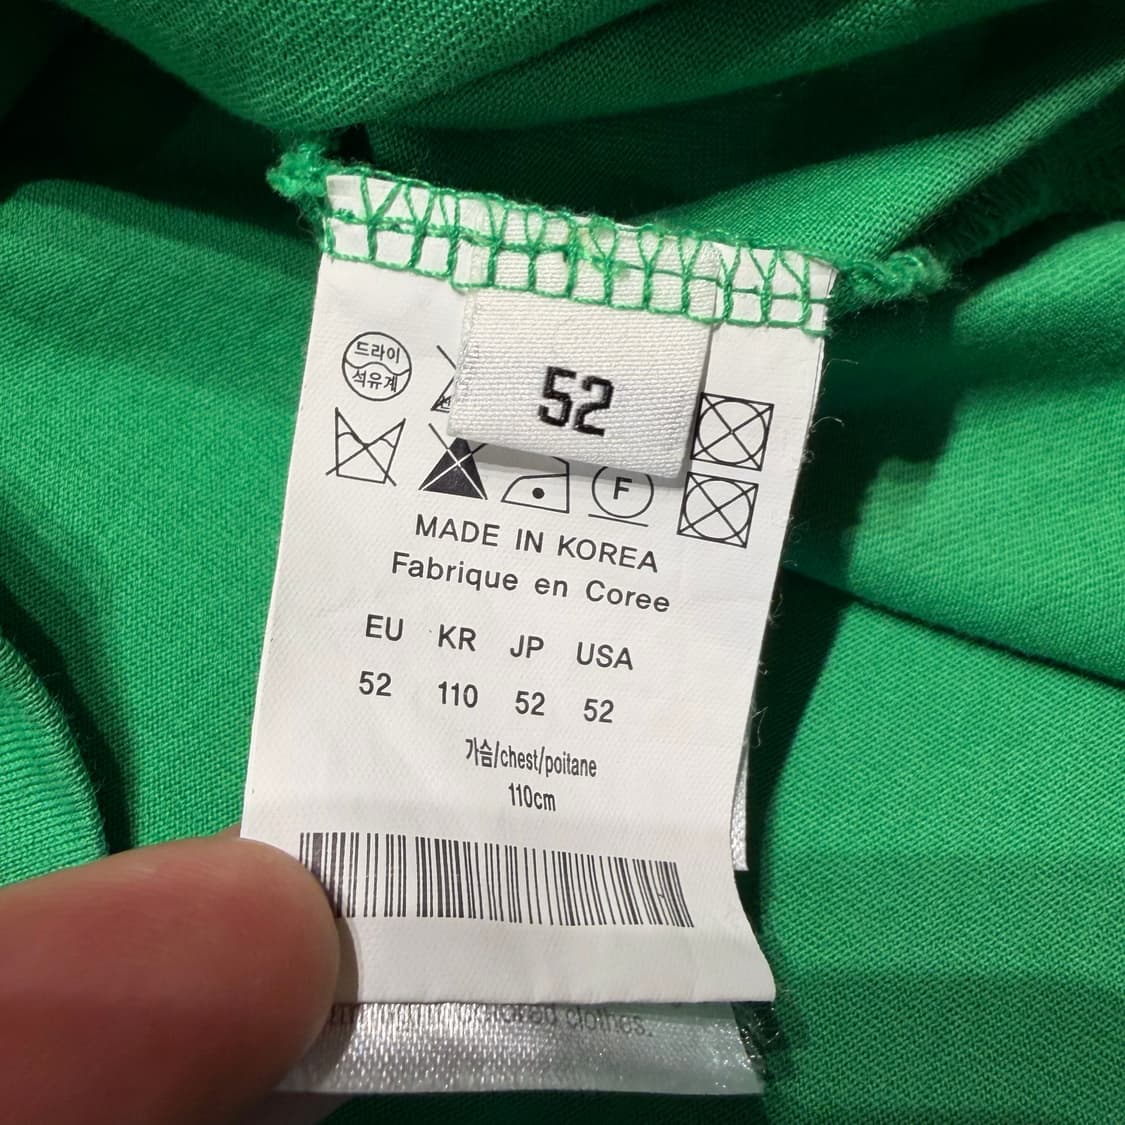 52
드라이
석유계
F
MADE IN KOREA
Fabrique en Coree
EU KR JP USA
52 110 52 52
가슴/chest/poitane
110cm
clothes.